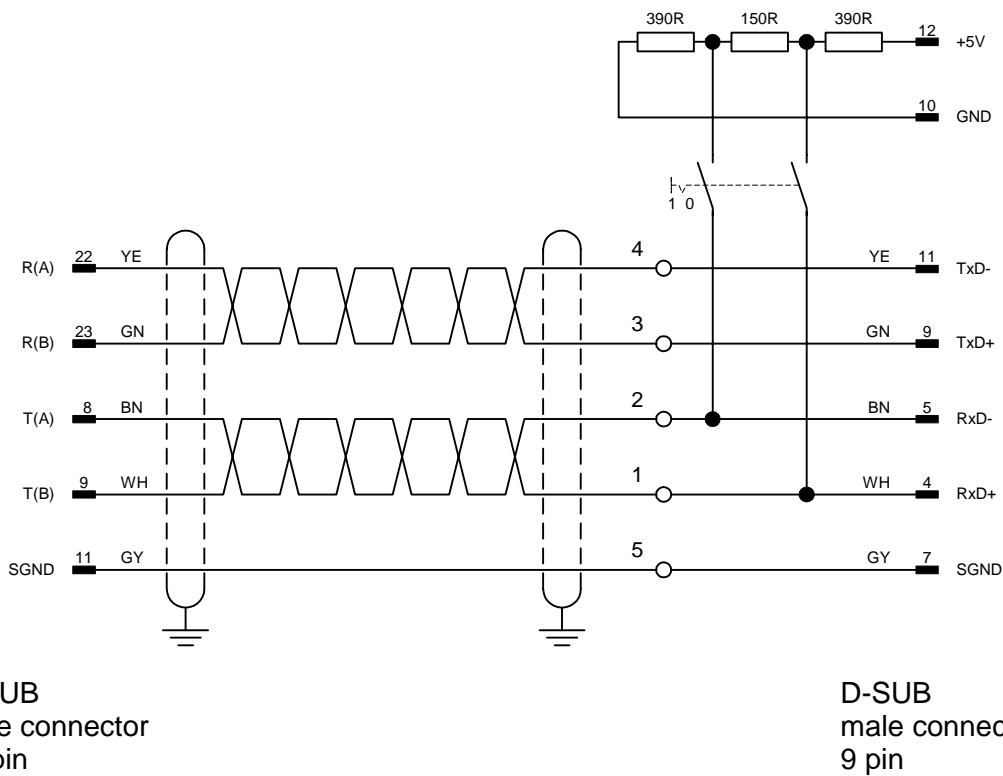 390R 150R 390R
12 +5V
10 GND
1 0
R(A) 22 YE 4 YE 11 TxD-
R(B) 23 GN 3 GN 9 TxD+
T(A) 8 BN 2 BN 5 RxD-
T(B) 9 WH 1 WH 4 RxD+
SGND 11 GY 5 GY 7 SGND
UB D-SUB
e connector male connec
9 pin